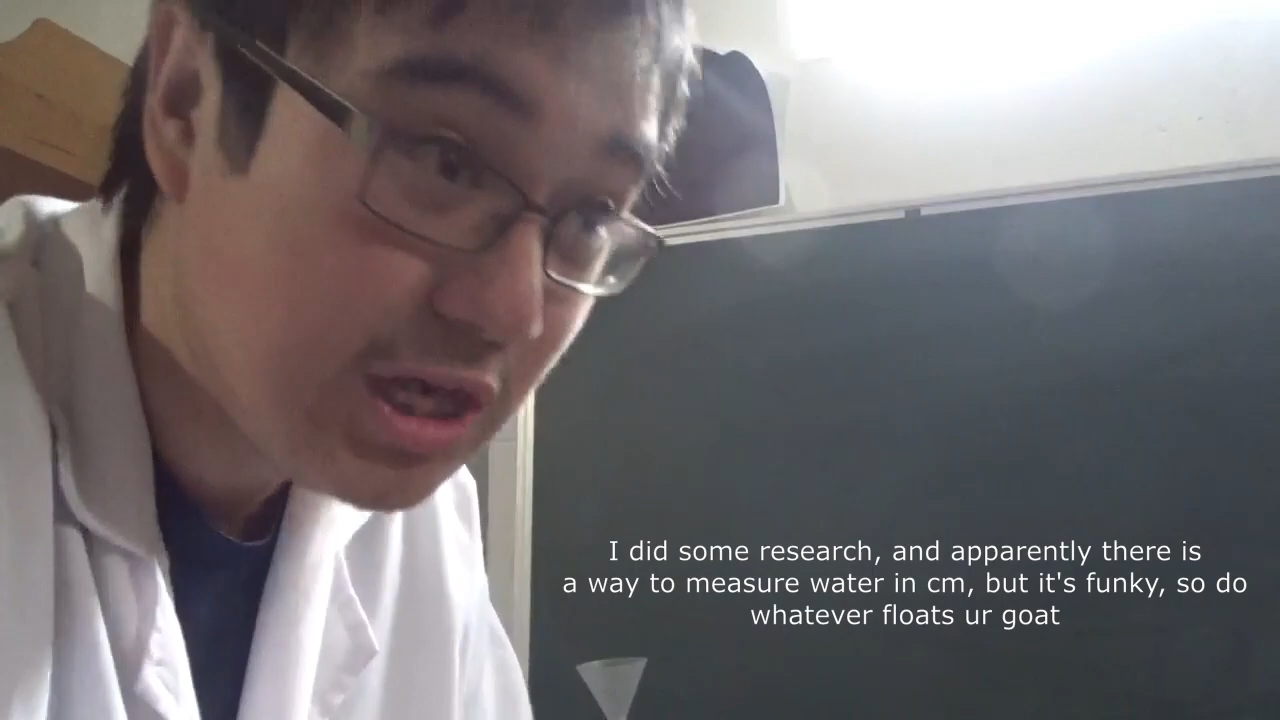 I did some research, and apparently there is
a way to measure water in cm, but it's funky, so do
whatever floats ur goat